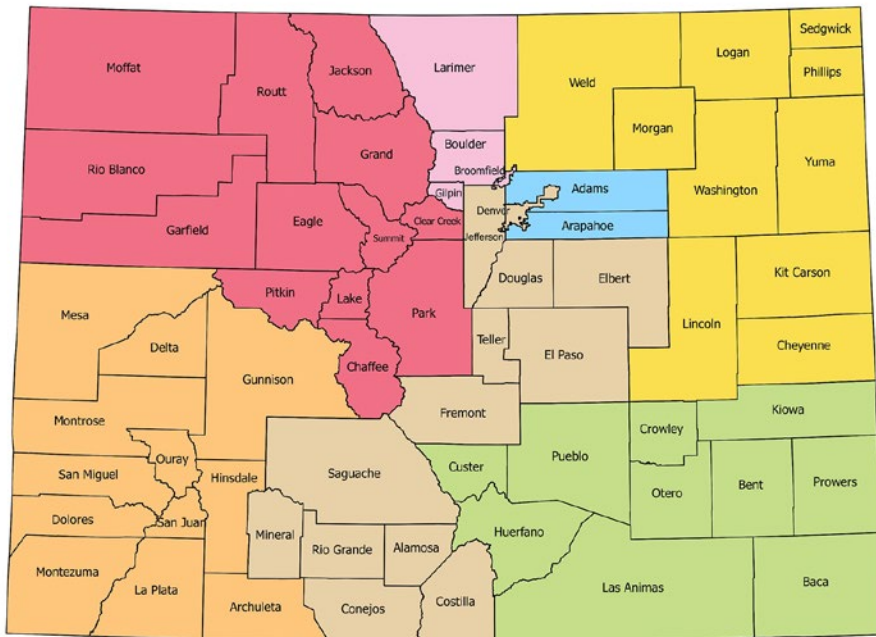 Sedgwick
Logan
Moffat
Jackson
Larimer
Phillips
Weld
Routt
Morgan
Boulder
Grand
Yuma
Rio Blanco
Broomfield
Adams
Washington
Gilpin
Denver
Eagle
Clear Creek
Arapahoe
Garfield
Summit
Jefferson
Kit Carson
Douglas
Elbert
Pitkin
Lake
Mesa
Park
Lincoln
Teller
Delta
Cheyenne
El Paso
Chaffee
Gunnison
Fremont
Kiowa
Montrose
Crowley
Ouray
Pueblo
Custer
San Miguel
Hinsdale
Saguache
Prowers
Bent
Otero
Dolores
San Juan
Mineral
Huerfano
Rio Grande
Alamosa
Montezuma
La Plata
Las Animas
Baca
Costilla
Archuleta
Conejos